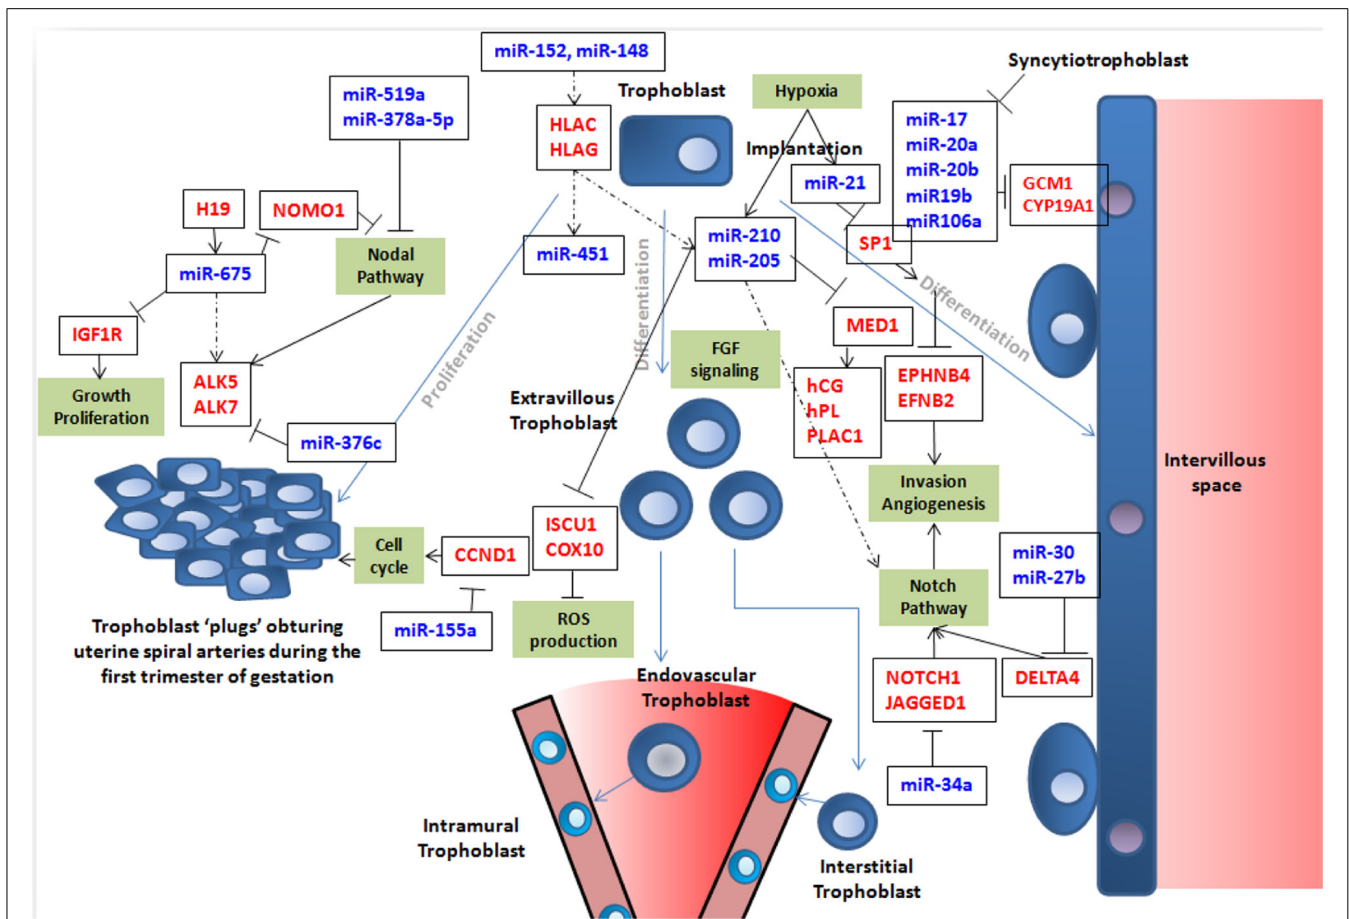 miR-152, miR-148
Syncytiotrophoblast
miR-519a
miR-378a-5p
Trophoblast
Hypoxia
HLAC
HLAG
Implantation
miR-17
miR-20a
miR-20b
miR19b
miR106a
miR-21
GCM1
CYP19A1
H19
NOMO1
Nodal
Pathway
miR-675
miR-451
miR-210
miR-205
SP1
Differentiation
Differentiation
Proliferation
IGF1R
MED1
Growth
Proliferation
ALK5
ALK7
FGF
signaling
hCG
hPL
PLAC1
EPHNB4
EFNB2
Extravillous
Trophoblast
miR-376c
Intervillous
space
Invasion
Angiogenesis
ISCU1
COX10
Cell
cycle
CCND1
miR-30
miR-27b
Notch
Pathway
miR-155a
ROS
production
Trophoblast ‘plugs’ obturing
uterine spiral arteries during the
first trimester of gestation
Endovascular
Trophoblast
NOTCH1
JAGGED1
DELTA4
miR-34a
Intramural
Trophoblast
Interstitial
Trophoblast